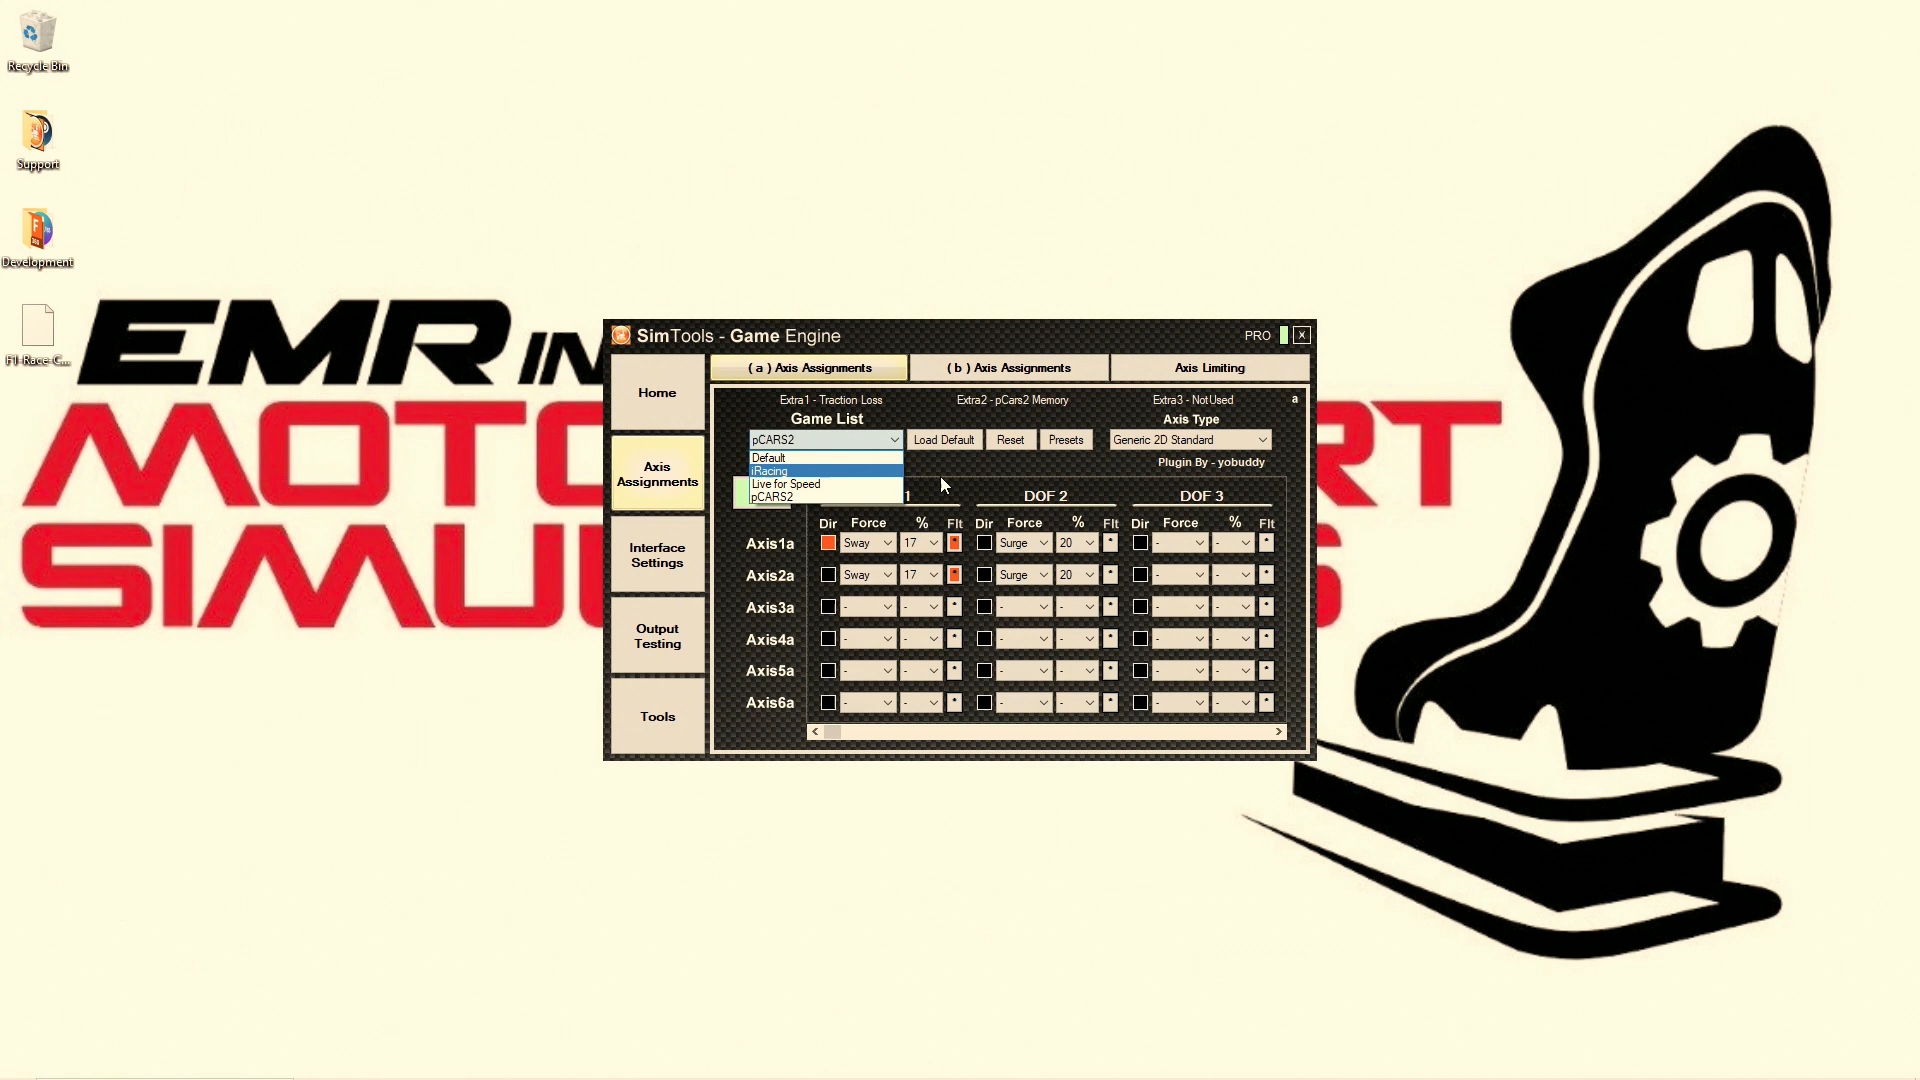 Recycle Bin
Support
Development
F1-Race-C...
EMR IN
MOTO RT
SIMU S
SimTools - Game Engine
PRO
X
Home
Axis
Assignments
Interface
Settings
Output
Testing
Tools
( a ) Axis Assignments
( b ) Axis Assignments
Axis Limiting
Extra1 - Traction Loss
Extra2 - pCars2 Memory
Extra3 - NotUsed
a
Game List
Axis Type
pCARS2
Load Default
Reset
Presets
Generic 2D Standard
Default
iRacing
Live for Speed
pCARS2
Plugin By - yobuddy
1
DOF 2
DOF 3
Dir Force % Flt Dir Force % Flt Dir Force % Flt
Axis1a Sway 17 * Surge 20 * - - *
Axis2a Sway 17 * Surge 20 * - - *
Axis3a - - * - - * - - *
Axis4a - - * - - * - - *
Axis5a - - * - - * - - *
Axis6a - - * - - * - - *